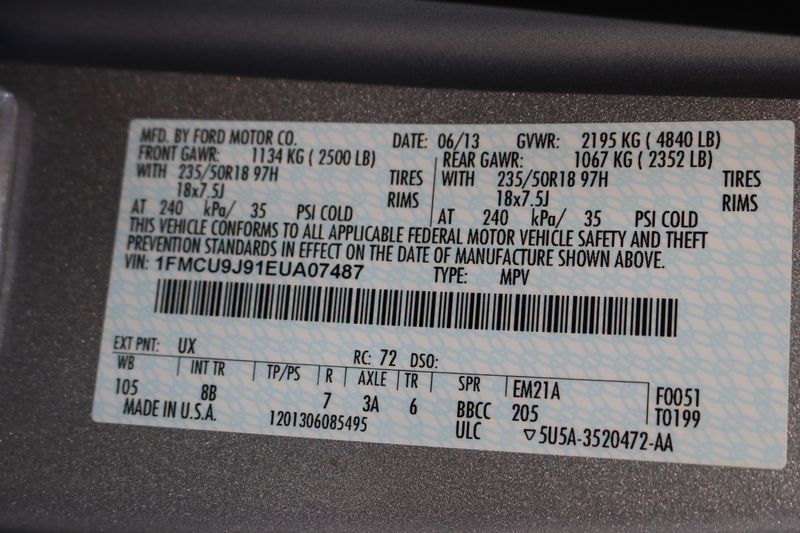 MFD. BY FORD MOTOR CO. DATE: 06/13 GVWR: 2195 KG ( 4840 LB)
FRONT GAWR: 1134 KG ( 2500 LB) REAR GAWR: 1067 KG ( 2352 LB)
WITH 235/50R18 97H TIRES WITH 235/50R18 97H TIRES
18x7.5J RIMS 18x7.5J RIMS
AT 240 kPa/ 35 PSI COLD AT 240 kPa/ 35 PSI COLD
THIS VEHICLE CONFORMS TO ALL APPLICABLE FEDERAL MOTOR VEHICLE SAFETY AND THEFT
PREVENTION STANDARDS IN EFFECT ON THE DATE OF MANUFACTURE SHOWN ABOVE.
VIN: 1FMCU9J91EUA07487 TYPE: MPV
EXT PNT: UX RC: 72 DSO:
WB INT TR TP/PS R AXLE TR SPR EM21A F0051
105 8B 7 3A 6 BBCC 205 T0199
MADE IN U.S.A. 1201306085495 ULC ▽5U5A-3520472-AA